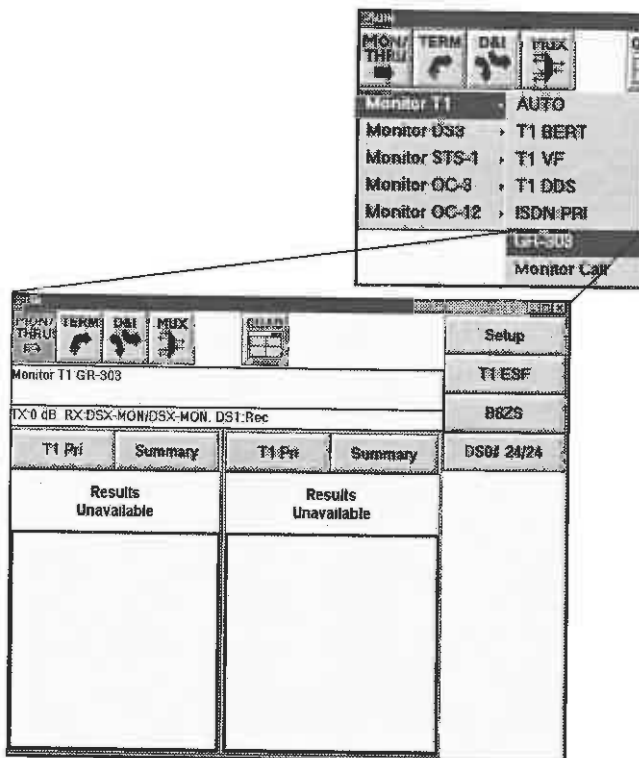 MON/ THRU TERM D&I MUX
Monitor T1 AUTO
Monitor DS3 T1 BERT
Monitor STS-1 T1 VF
Monitor OC-3 T1 DDS
Monitor OC-12 ISDN PRI
GR-303
Monitor Call
MON/ THRU TERM D&I MUX
Setup
Monitor T1 GR-303
T1 ESF
TX:0 dB RX:DSX-MON/DSX-MON. DS1:Rec
B8ZS
T1 Pri Summary T1 Pri Summary DS0# 24/24
Results Unavailable
Results Unavailable